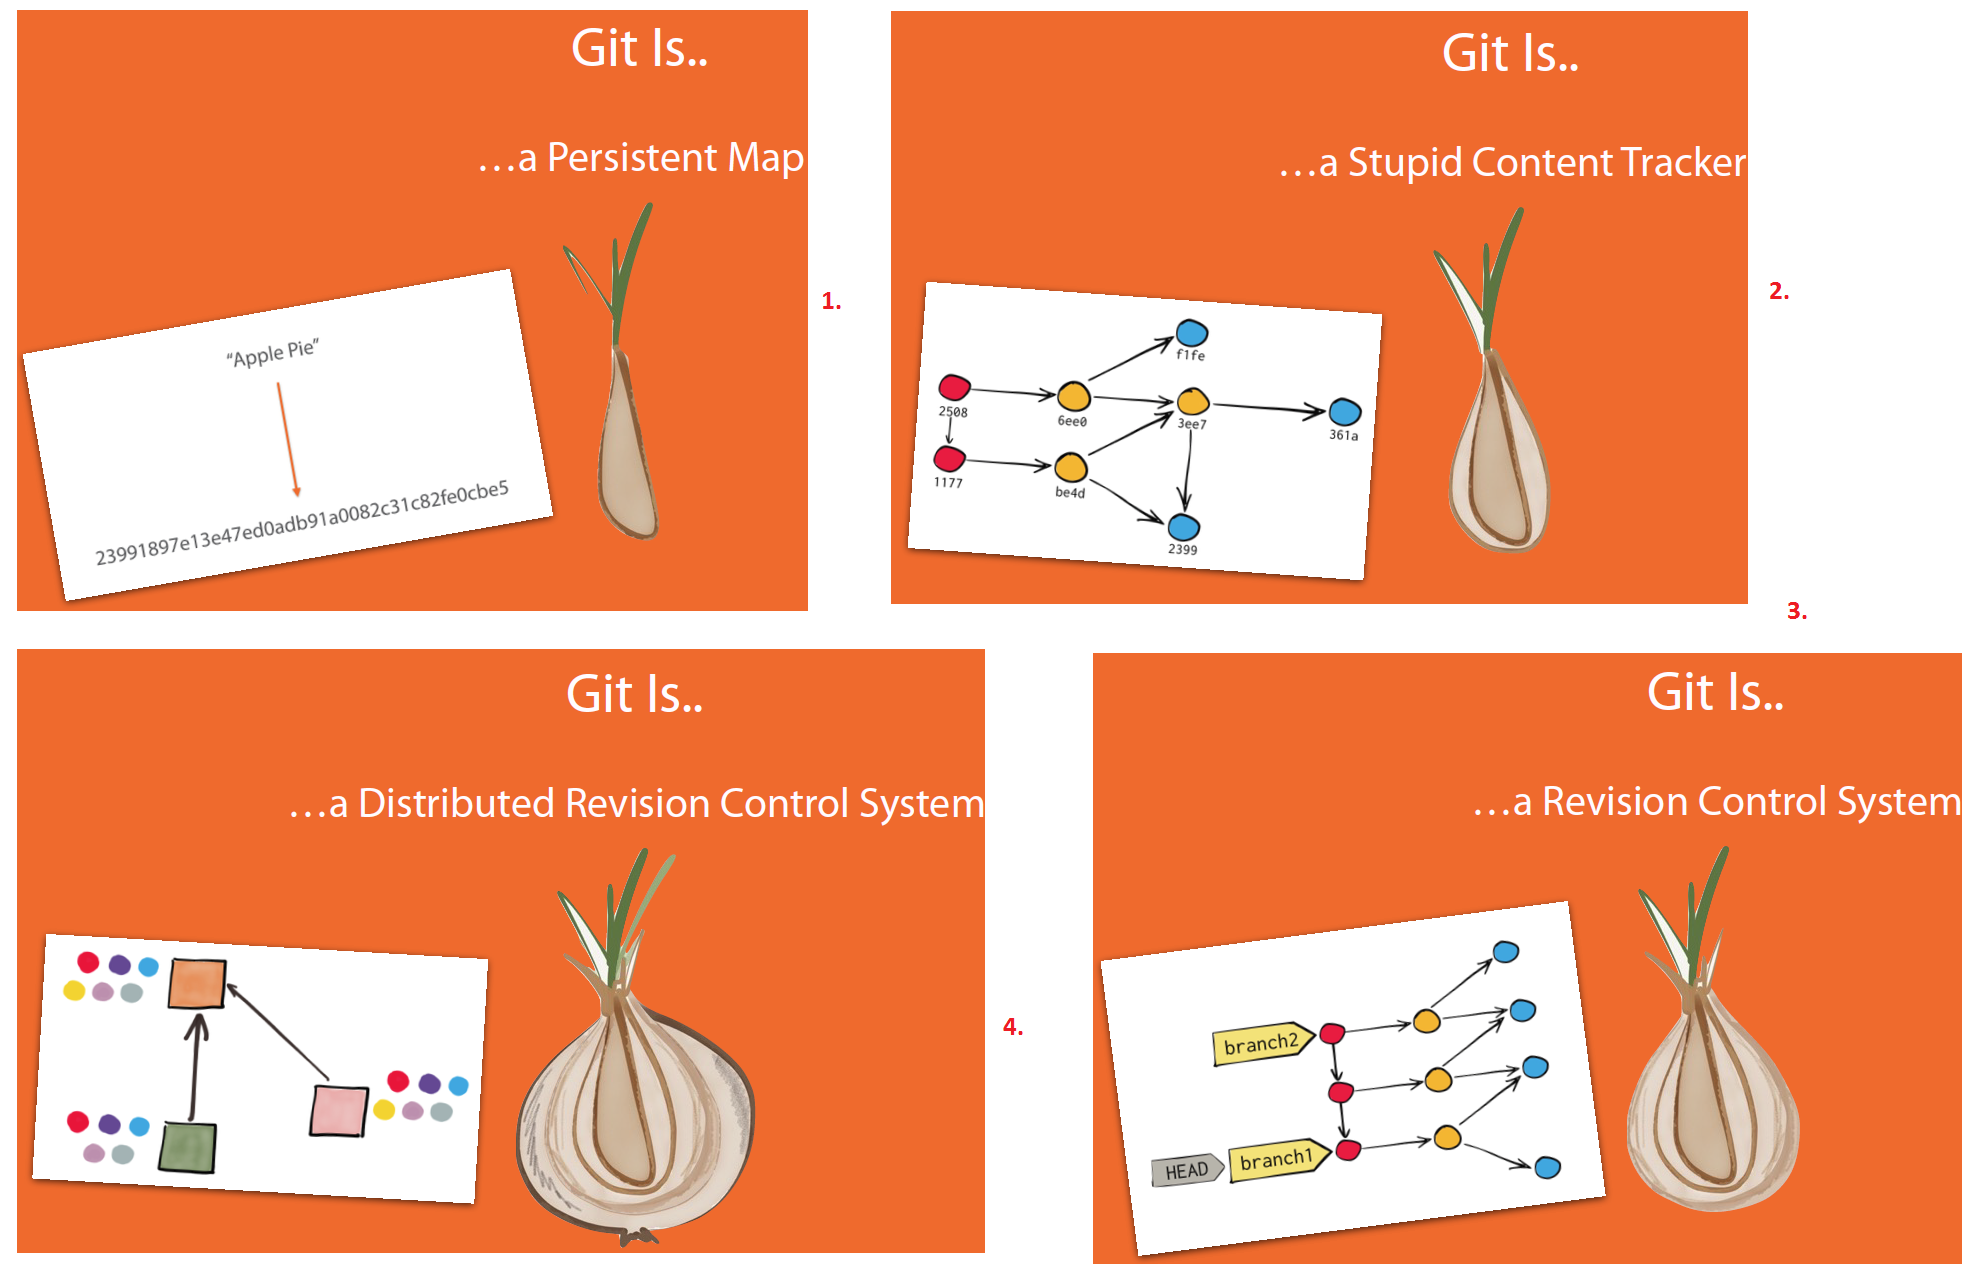 Git Is..
…a Persistent Map
“Apple Pie”
23991897e13e47ed0adb91a0082c31c82fe0cbe5
1.
Git Is..
…a Stupid Content Tracker
f1fe
2508
6ee0
3ee7
361a
1177
be4d
2399
2.
3.
Git Is..
…a Distributed Revision Control System
4.
Git Is..
…a Revision Control System
branch2
HEAD
branch1